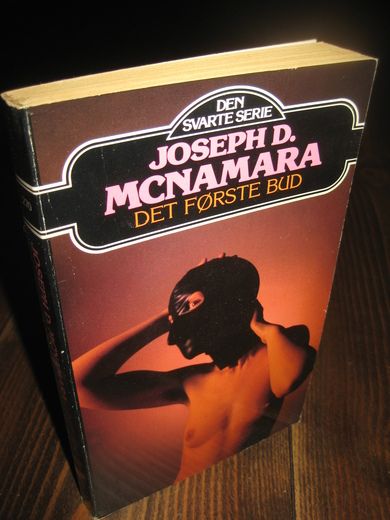 DEN
SVARTE SERIE
JOSEPH D.
MCNAMARA
DET FØRSTE BUD